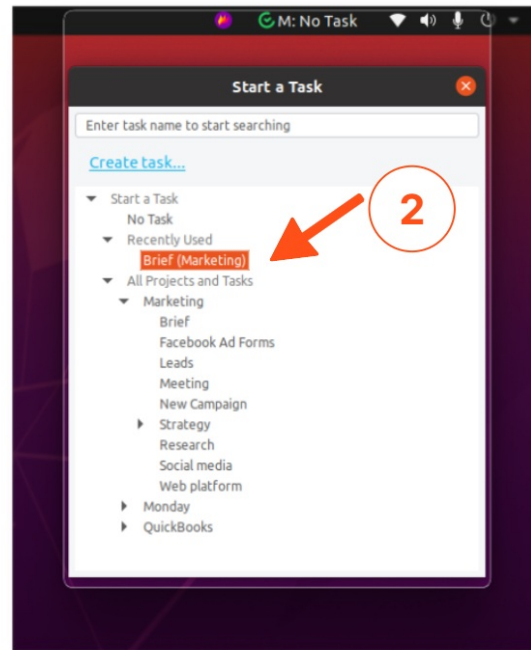 M: No Task
Start a Task
Enter task name to start searching
Create task...
Start a Task
No Task
Recently Used
Brief (Marketing)
All Projects and Tasks
Marketing
Brief
Facebook Ad Forms
Leads
Meeting
New Campaign
Strategy
Research
Social media
Web platform
Monday
QuickBooks
2